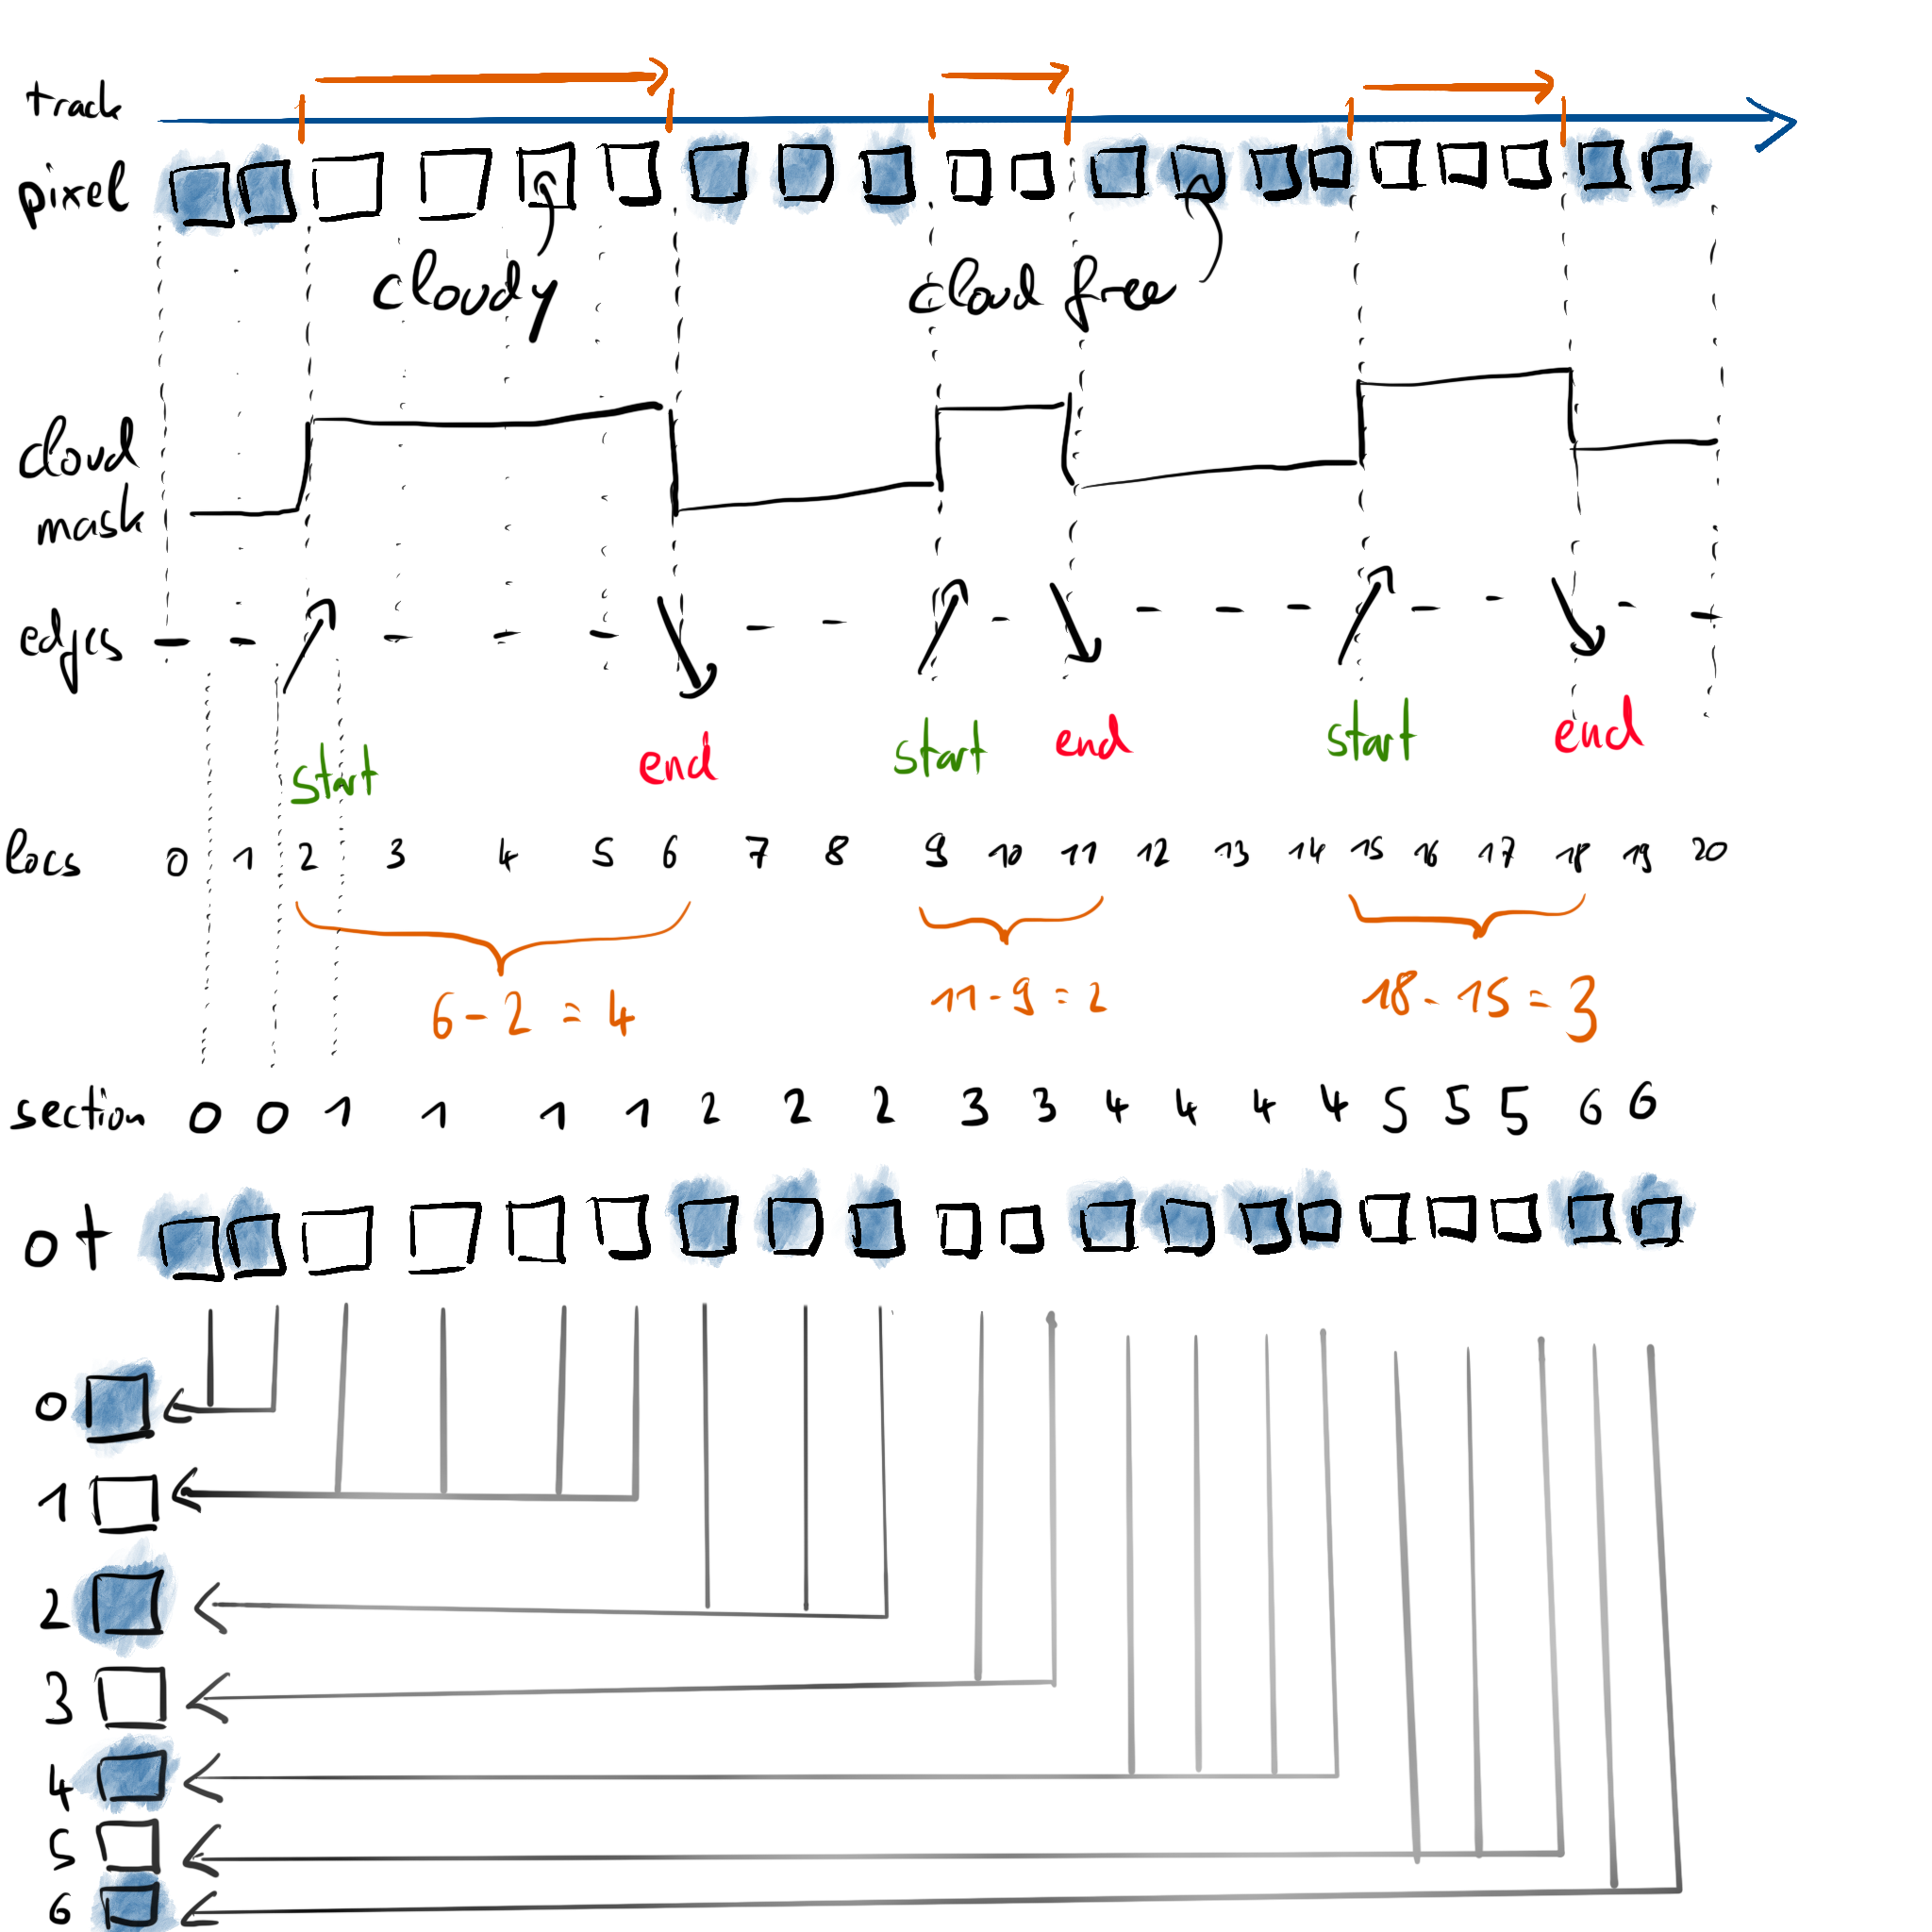 track
pixel
cloudy
cloud free
cloud
mask
edges
start end start end start end
locs 0 1 2 3 4 5 6 7 8 9 10 11 12 13 14 15 16 17 18 19 20
6 - 2 = 4 11 - 9 = 2 18 - 15 = 3
section 0 0 1 1 1 1 2 2 2 3 3 4 4 4 4 5 5 5 6 6
ot
0
1
2
3
4
5
6